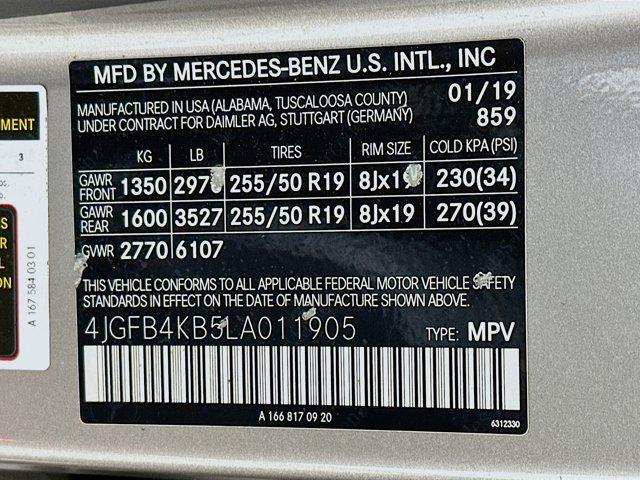 MFD BY MERCEDES-BENZ U.S. INTL., INC
MANUFACTURED IN USA (ALABAMA, TUSCALOOSA COUNTY) 01/19
UNDER CONTRACT FOR DAIMLER AG, STUTTGART (GERMANY) 859
KG LB TIRES RIM SIZE COLD KPA (PSI)
GAWR FRONT 1350 255/50 R19 8Jx19 230(34)
GAWR REAR 1600 3527 255/50 R19 8Jx19 270(39)
GVWR 2770 6107
THIS VEHICLE CONFORMS TO ALL APPLICABLE FEDERAL MOTOR VEHICLE SAFETY
STANDARDS IN EFFECT ON THE DATE OF MANUFACTURE SHOWN ABOVE.
4JGFB4KB5LA011905 TYPE: MPV
A 166 817 09 20
6312330
3
A 167 584 03 01